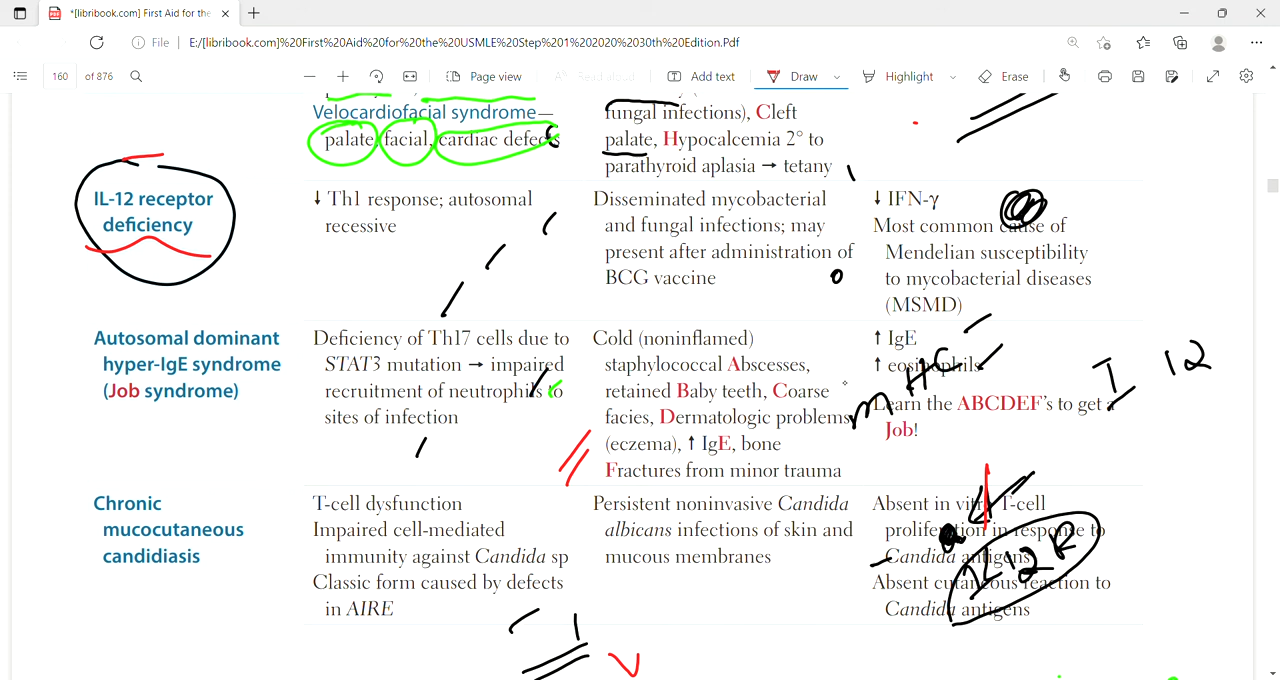 *[libribook.com] First Aid for the
File
E:/[libribook.com]%20First%20Aid%20for%20the%20USMLE%20Step%201%202020%2030th%20Edition.Pdf
160 of 876
Page view
Read aloud
Add text
Draw
Highlight
Erase
Velocardiofacial syndrome—
palate, facial, cardiac defects
fungal infections), Cleft
palate, Hypocalcemia 2° to
parathyroid aplasia → tetany
IL-12 receptor
deficiency
↓ Th1 response; autosomal
recessive
Disseminated mycobacterial
and fungal infections; may
present after administration of
BCG vaccine
↓ IFN-γ
Most common cause of
Mendelian susceptibility
to mycobacterial diseases
(MSMD)
Autosomal dominant
hyper-IgE syndrome
(Job syndrome)
Deficiency of Th17 cells due to
STAT3 mutation → impaired
recruitment of neutrophils to
sites of infection
Cold (noninflamed)
staphylococcal Abscesses,
retained Baby teeth, Coarse
facies, Dermatologic problems
(eczema), ↑ IgE, bone
Fractures from minor trauma
↑ IgE
↑ eosinophils
Learn the ABCDEF's to get a
Job!
MHC
I 12
Chronic
mucocutaneous
candidiasis
T-cell dysfunction
Impaired cell-mediated
immunity against Candida sp
Classic form caused by defects
in AIRE
Persistent noninvasive Candida
albicans infections of skin and
mucous membranes
Absent in vitro T-cell
proliferation in response to
Candida antigens
Absent cutaneous reaction to
Candida antigens
12R